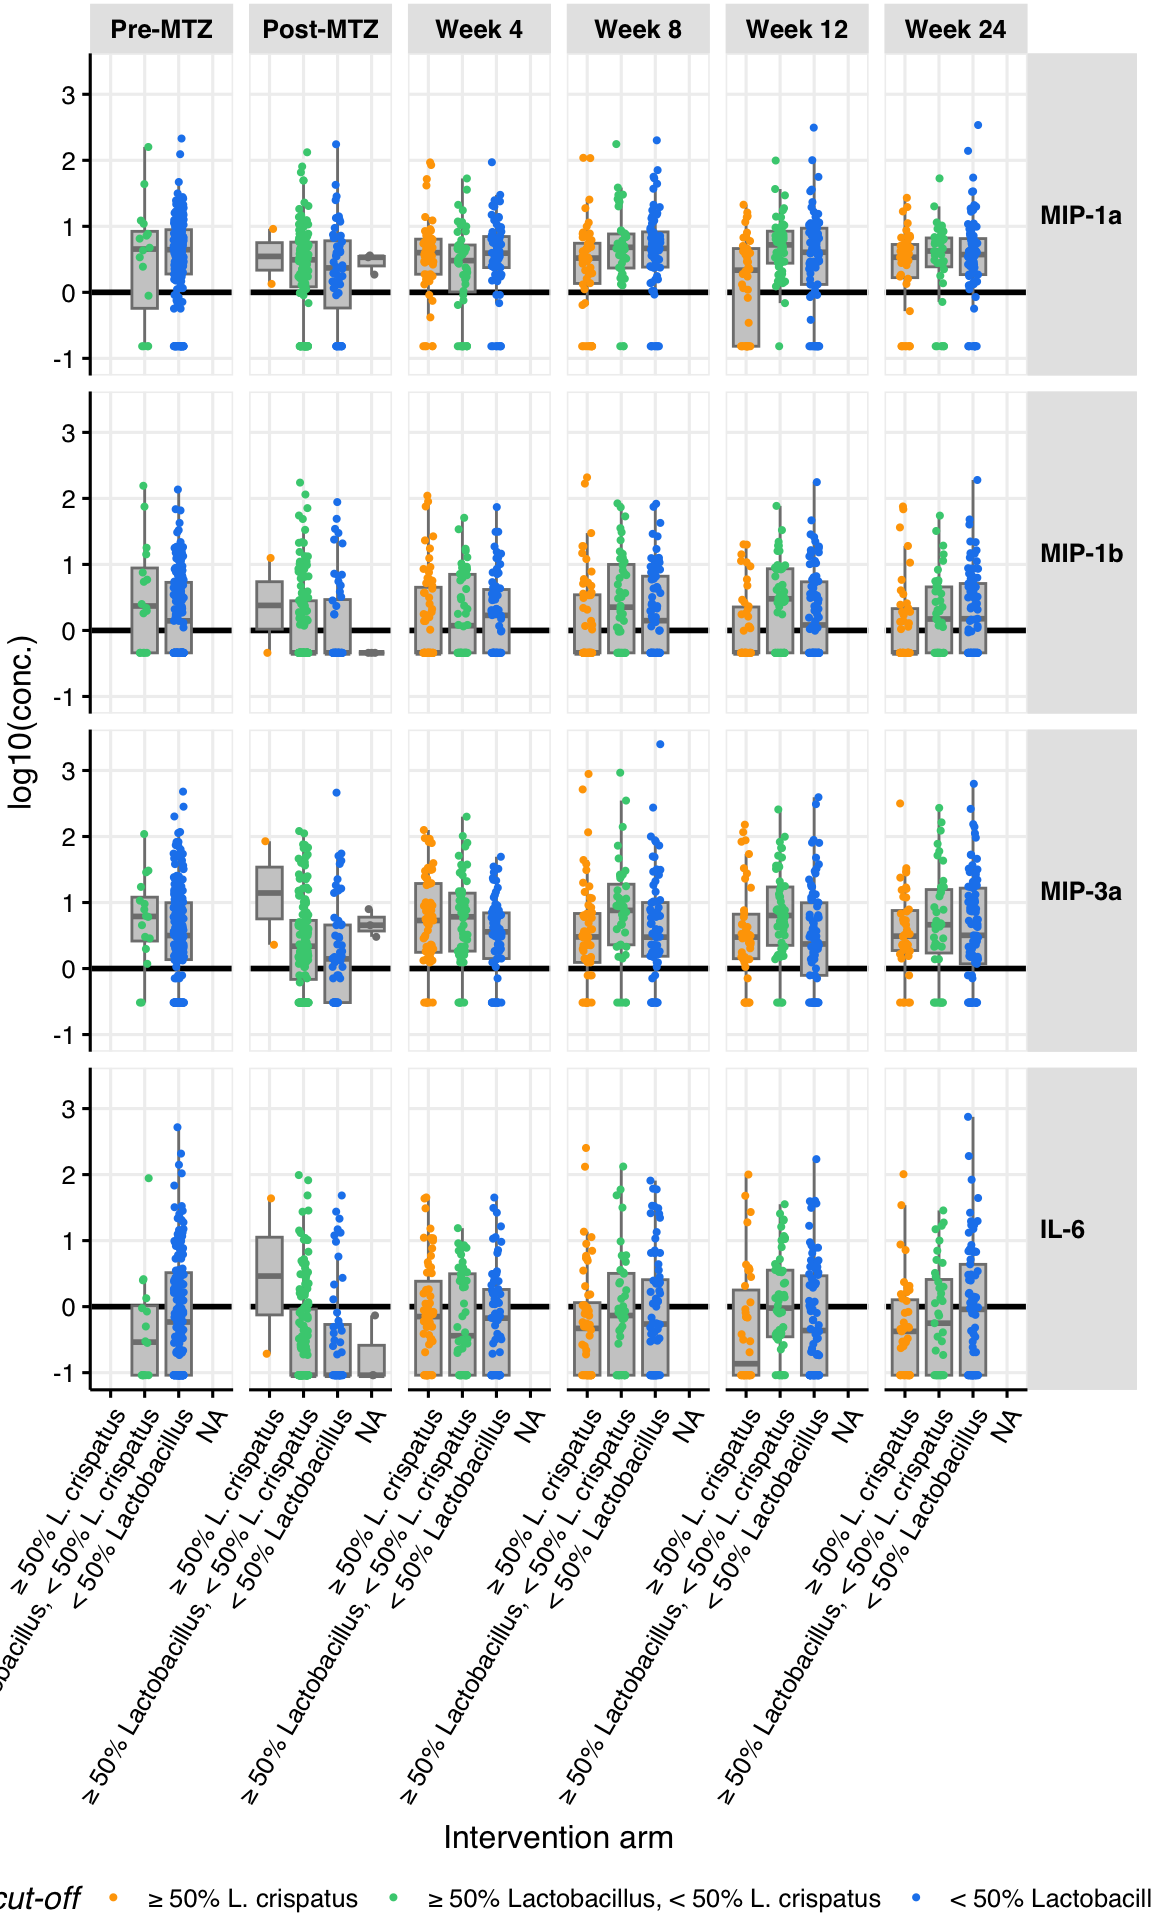 Pre-MTZ Post-MTZ Week 4 Week 8 Week 12 Week 24
3
2
1
0
-1
MIP-1a
3
2
1
0
-1
MIP-1b
3
2
1
0
-1
MIP-3a
3
2
1
0
-1
IL-6
log10(conc.)
≥ 50% L. crispatus
bacillus, < 50% L. crispatus
< 50% Lactobacillus
NA
≥ 50% L. crispatus
≥ 50% Lactobacillus, < 50% L. crispatus
< 50% Lactobacillus
NA
≥ 50% L. crispatus
≥ 50% Lactobacillus, < 50% L. crispatus
< 50% Lactobacillus
NA
≥ 50% L. crispatus
≥ 50% Lactobacillus, < 50% L. crispatus
< 50% Lactobacillus
NA
≥ 50% L. crispatus
≥ 50% Lactobacillus, < 50% L. crispatus
< 50% Lactobacillus
NA
≥ 50% L. crispatus
≥ 50% Lactobacillus, < 50% L. crispatus
< 50% Lactobacillus
NA
Intervention arm
cut-off ≥ 50% L. crispatus ≥ 50% Lactobacillus, < 50% L. crispatus < 50% Lactobacill